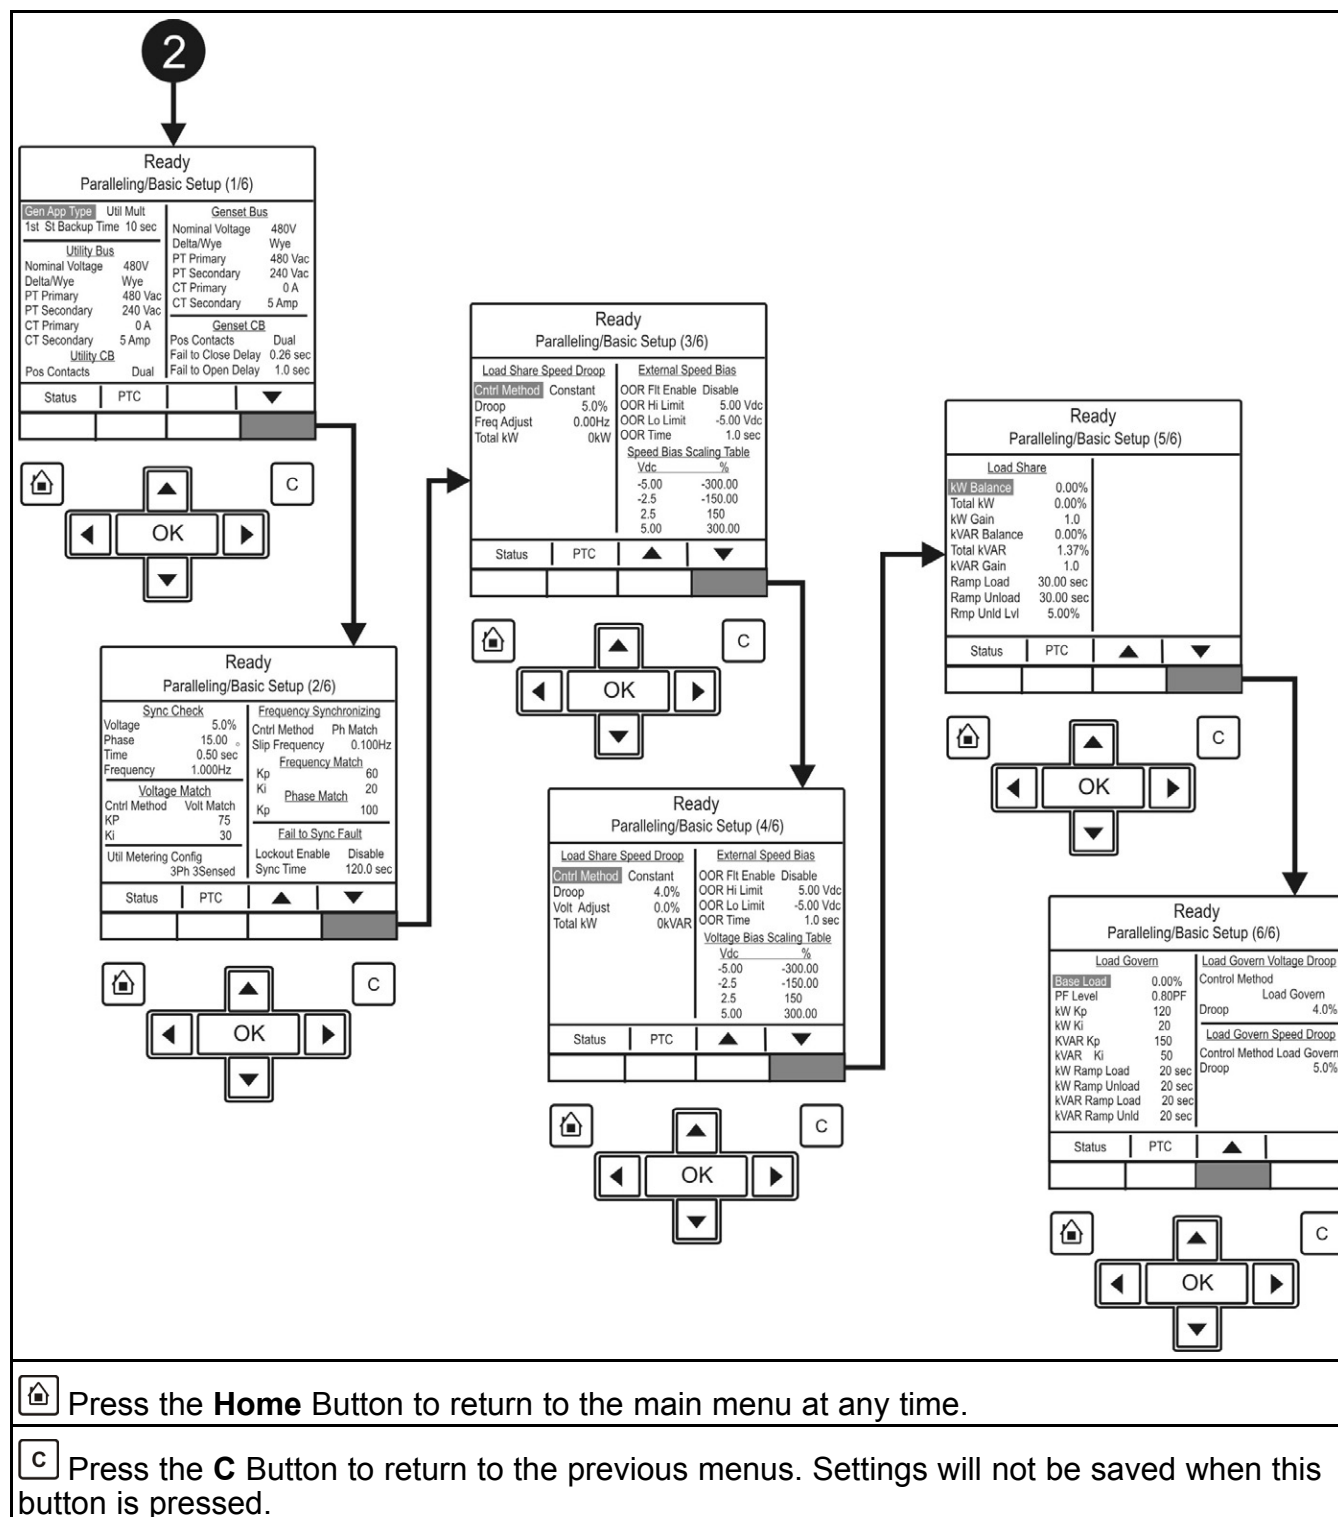 2
Ready
Paralleling/Basic Setup (1/6)
Gen App Type Util Mult
1st St Backup Time 10 sec
Utility Bus
Nominal Voltage 480V
Delta/Wye Wye
PT Primary 480 Vac
PT Secondary 240 Vac
CT Primary 0 A
CT Secondary 5 Amp
Utility CB
Pos Contacts Dual
Genset Bus
Nominal Voltage 480V
Delta/Wye Wye
PT Primary 480 Vac
PT Secondary 240 Vac
CT Primary 0 A
CT Secondary 5 Amp
Genset CB
Pos Contacts Dual
Fail to Close Delay 0.26 sec
Fail to Open Delay 1.0 sec
Status PTC
C
OK
Ready
Paralleling/Basic Setup (2/6)
Sync Check
Voltage 5.0%
Phase 15.00 °
Time 0.50 sec
Frequency 1.000Hz
Voltage Match
Cntrl Method Volt Match
KP 75
Ki 30
Util Metering Config
3Ph 3Sensed
Frequency Synchronizing
Cntrl Method Ph Match
Slip Frequency 0.100Hz
Frequency Match
Kp 60
Ki 20
Phase Match
Kp 100
Fail to Sync Fault
Lockout Enable Disable
Sync Time 120.0 sec
Status PTC
C
OK
Ready
Paralleling/Basic Setup (3/6)
Load Share Speed Droop
Cntrl Method Constant
Droop 5.0%
Freq Adjust 0.00Hz
Total kW 0kW
External Speed Bias
OOR Flt Enable Disable
OOR Hi Limit 5.00 Vdc
OOR Lo Limit -5.00 Vdc
OOR Time 1.0 sec
Speed Bias Scaling Table
Vdc %
-5.00 -300.00
-2.5 -150.00
2.5 150
5.00 300.00
Status PTC
C
OK
Ready
Paralleling/Basic Setup (4/6)
Load Share Speed Droop
Cntrl Method Constant
Droop 4.0%
Volt Adjust 0.0%
Total kW 0kVAR
External Speed Bias
OOR Flt Enable Disable
OOR Hi Limit 5.00 Vdc
OOR Lo Limit -5.00 Vdc
OOR Time 1.0 sec
Voltage Bias Scaling Table
Vdc %
-5.00 -300.00
-2.5 -150.00
2.5 150
5.00 300.00
Status PTC
C
OK
Ready
Paralleling/Basic Setup (5/6)
Load Share
kW Balance 0.00%
Total kW 0.00%
kW Gain 1.0
kVAR Balance 0.00%
Total kVAR 1.37%
kVAR Gain 1.0
Ramp Load 30.00 sec
Ramp Unload 30.00 sec
Rmp Unld Lvl 5.00%
Status PTC
C
OK
Ready
Paralleling/Basic Setup (6/6)
Load Govern
Base Load 0.00%
PF Level 0.80PF
kW Kp 120
kW Ki 20
KVAR Kp 150
kVAR Ki 50
kW Ramp Load 20 sec
kW Ramp Unload 20 sec
kVAR Ramp Load 20 sec
kVAR Ramp Unld 20 sec
Load Govern Voltage Droop
Control Method
Load Govern
Droop 4.0%
Load Govern Speed Droop
Control Method Load Govern
Droop 5.0%
Status PTC
C
OK
Press the Home Button to return to the main menu at any time.
C Press the C Button to return to the previous menus. Settings will not be saved when this
button is pressed.